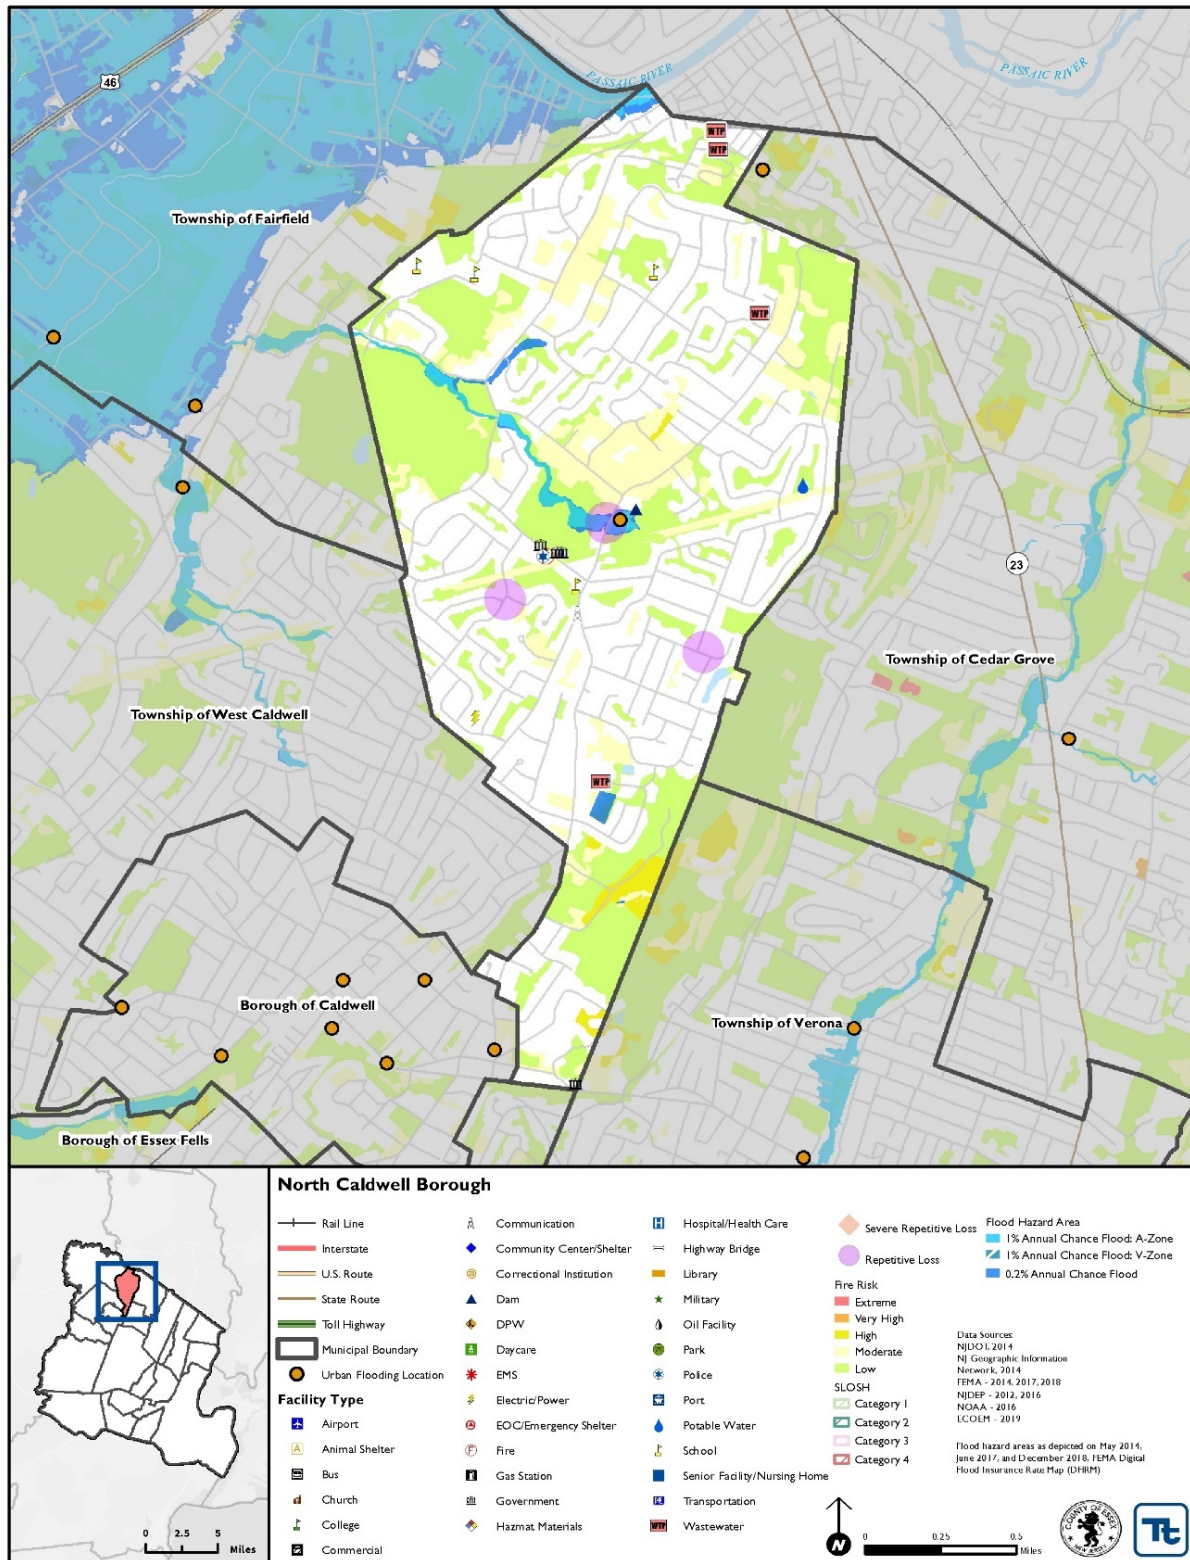 PASSAIC RIVER
PASSAIC RIVER
46
WTP
WTP
Township of Fairfield
WTP
23
Township of Cedar Grove
Township of West Caldwell
WTP
Borough of Caldwell
Township of Verona
Borough of Essex Fells
North Caldwell Borough
Rail Line
Interstate
U.S. Route
State Route
Toll Highway
Municipal Boundary
Urban Flooding Location
Facility Type
Airport
A
Animal Shelter
Bus
Church
College
Commercial
Communication
Community Center/Shelter
Correctional Institution
Dam
DPW
Daycare
EMS
Electric/Power
EOC/Emergency Shelter
F
Fire
Gas Station
Government
Hazmat Materials
H
Hospital/Health Care
Highway Bridge
Library
Military
Oil Facility
Park
Police
Port
Potable Water
School
Senior Facility/Nursing Home
Transportation
WTP
Wastewater
Severe Repetitive Loss
Repetitive Loss
Fire Risk
Extreme
Very High
High
Moderate
Low
SLOSH
Category 1
Category 2
Category 3
Category 4
Flood Hazard Area
1% Annual Chance Flood: A-Zone
1% Annual Chance Flood: V-Zone
0.2% Annual Chance Flood
Data Sources:
NJDOT, 2014
NJ Geographic Information
Network, 2014
FEMA - 2014, 2017, 2018
NJDEP - 2012, 2016
NOAA - 2016
ECOEM - 2019
Flood hazard areas as depicted on May 2014,
June 2017, and December 2018, FEMA Digital
Flood Insurance Rate Map (DFIRM)
0 2.5 5
Miles
N
0 0.25 0.5
Miles
COUNTY OF ESSEX
NEW JERSEY
Tt